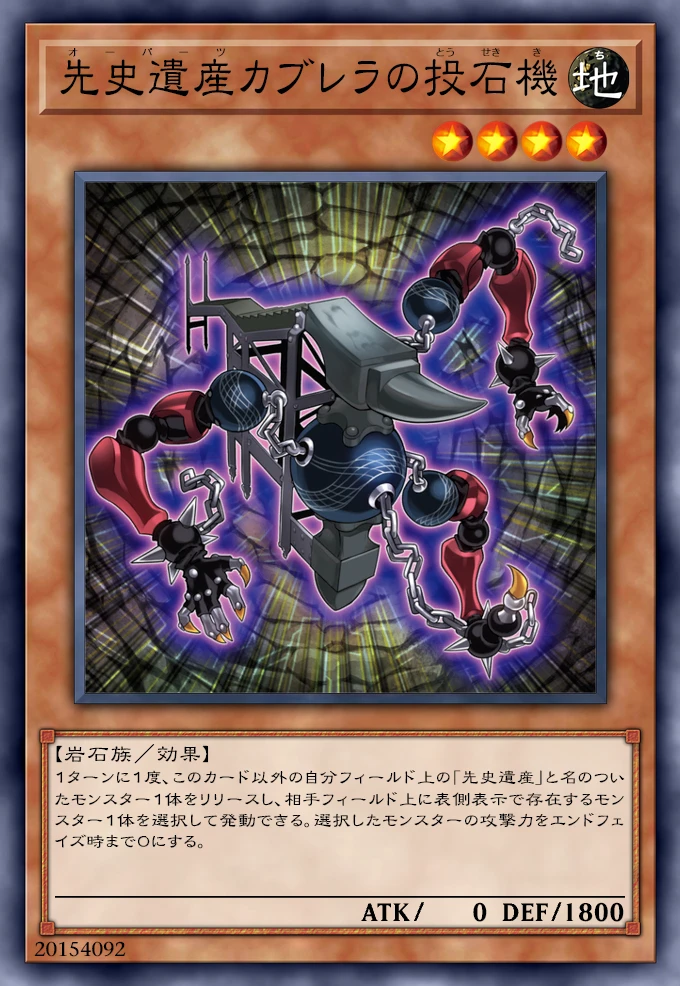 オーパーツ とうせきき
先史遺産カブレラの投石機
ち
地
【岩石族／効果】
１ターンに１度、このカード以外の自分フィールド上の「先史遺産」と名のつい
たモンスター１体をリリースし、相手フィールド上に表側表示で存在するモン
スター１体を選択して発動できる。選択したモンスターの攻撃力をエンドフェ
イズ時まで０にする。
ATK/ 0 DEF/1800
20154092